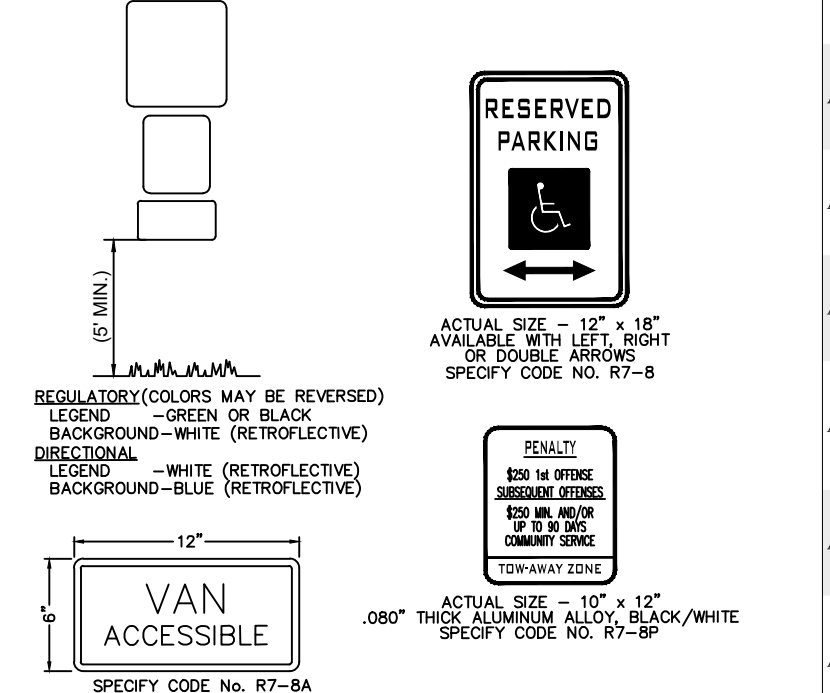 (5' MIN.)
REGULATORY(COLORS MAY BE REVERSED)
LEGEND -GREEN OR BLACK
BACKGROUND-WHITE (RETROFLECTIVE)
DIRECTIONAL
LEGEND -WHITE (RETROFLECTIVE)
BACKGROUND-BLUE (RETROFLECTIVE)
12"
6"
VAN
ACCESSIBLE
SPECIFY CODE No. R7-8A
RESERVED
PARKING
ACTUAL SIZE - 12" x 18"
AVAILABLE WITH LEFT, RIGHT
OR DOUBLE ARROWS
SPECIFY CODE NO. R7-8
PENALTY
$250 1st OFFENSE
SUBSEQUENT OFFENSES
$250 MIN. AND/OR
UP TO 90 DAYS
COMMUNITY SERVICE
TOW-AWAY ZONE
ACTUAL SIZE - 10" x 12"
.080" THICK ALUMINUM ALLOY, BLACK/WHITE
SPECIFY CODE NO. R7-8P